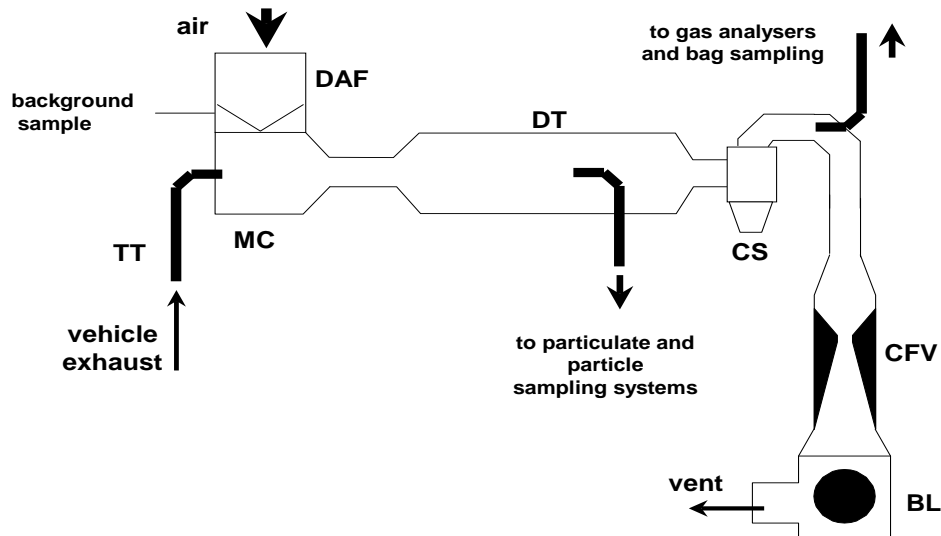 air
DAF
background
sample
to gas analysers
and bag sampling
DT
MC
TT
CS
vehicle
exhaust
to particulate and
particle
sampling systems
CFV
vent
BL